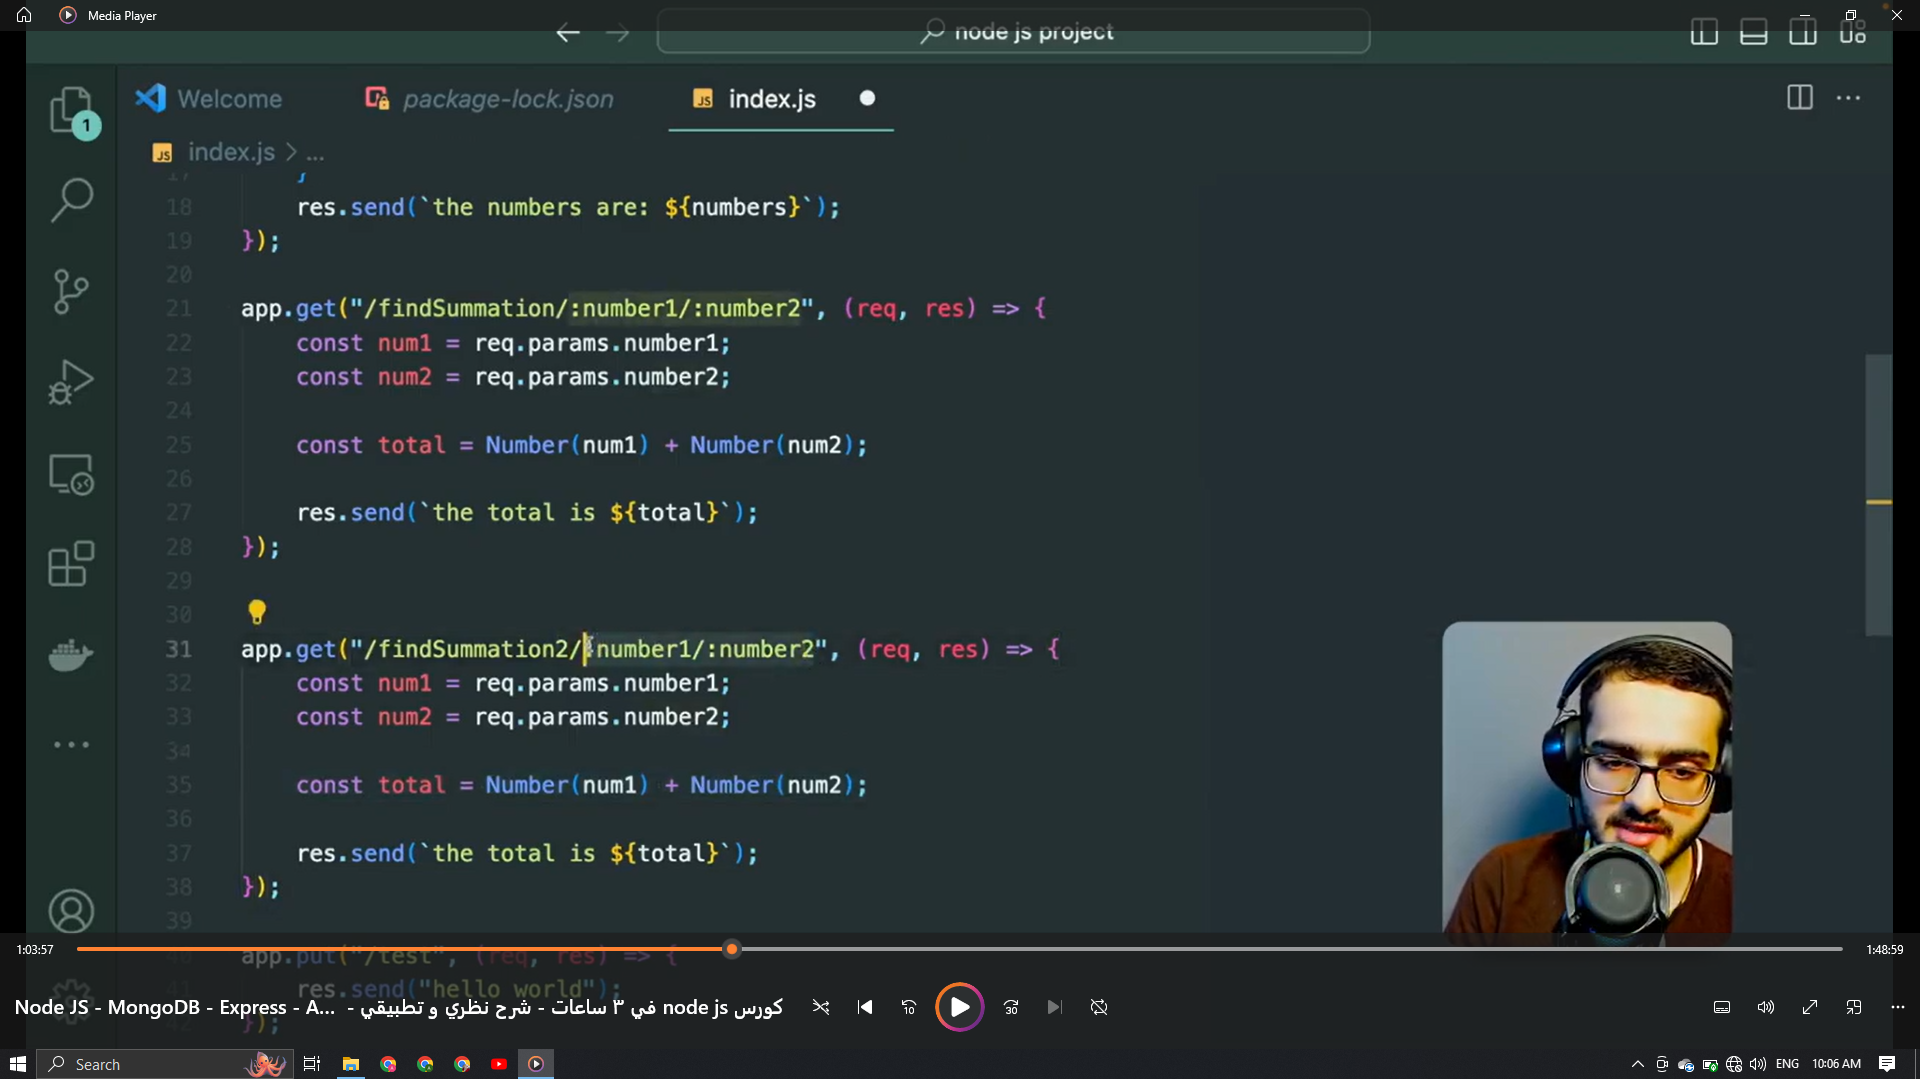 Media Player
node js project
Welcome
package-lock.json
index.js
1
index.js > ...
17 }
18 res.send(`the numbers are: ${numbers}`);
19 });
20
21 app.get("/findSummation/:number1/:number2", (req, res) => {
22 const num1 = req.params.number1;
23 const num2 = req.params.number2;
24
25 const total = Number(num1) + Number(num2);
26
27 res.send(`the total is ${total}`);
28 });
29
30
31 app.get("/findSummation2/:number1/:number2", (req, res) => {
32 const num1 = req.params.number1;
33 const num2 = req.params.number2;
34
35 const total = Number(num1) + Number(num2);
36
37 res.send(`the total is ${total}`);
38 });
39
1:03:57
1:48:59
app.put("/test", (req, res) => {
res.send("hello world");
});
Node JS - MongoDB - Express - A... - كورس node js في ٣ ساعات - شرح نظري و تطبيقي
10
30
Search
ENG
10:06 AM